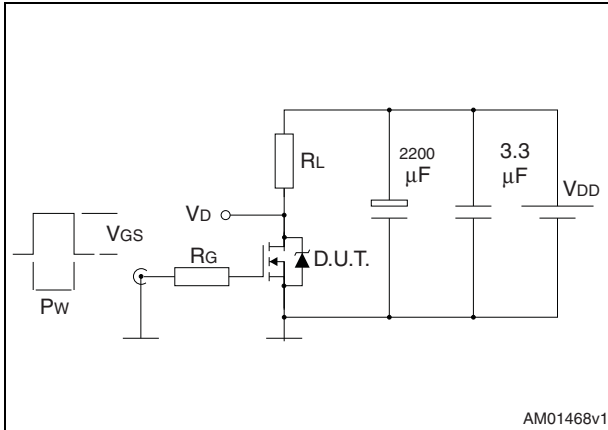 RL
2200
µF
3.3
µF
VDD
VD
VGS
RG
D.U.T.
PW
AM01468v1